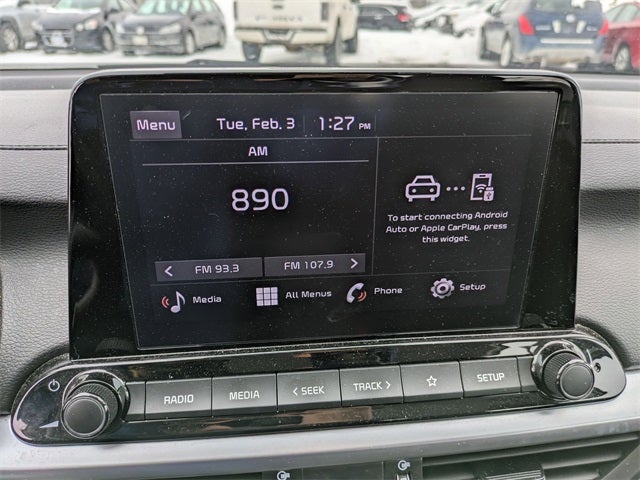 Menu Tue, Feb. 3 1:27 PM
AM
890
To start connecting Android
Auto or Apple CarPlay, press
this widget.
< FM 93.3 FM 107.9 >
Media All Menus Phone Setup
RADIO MEDIA < SEEK TRACK > SETUP